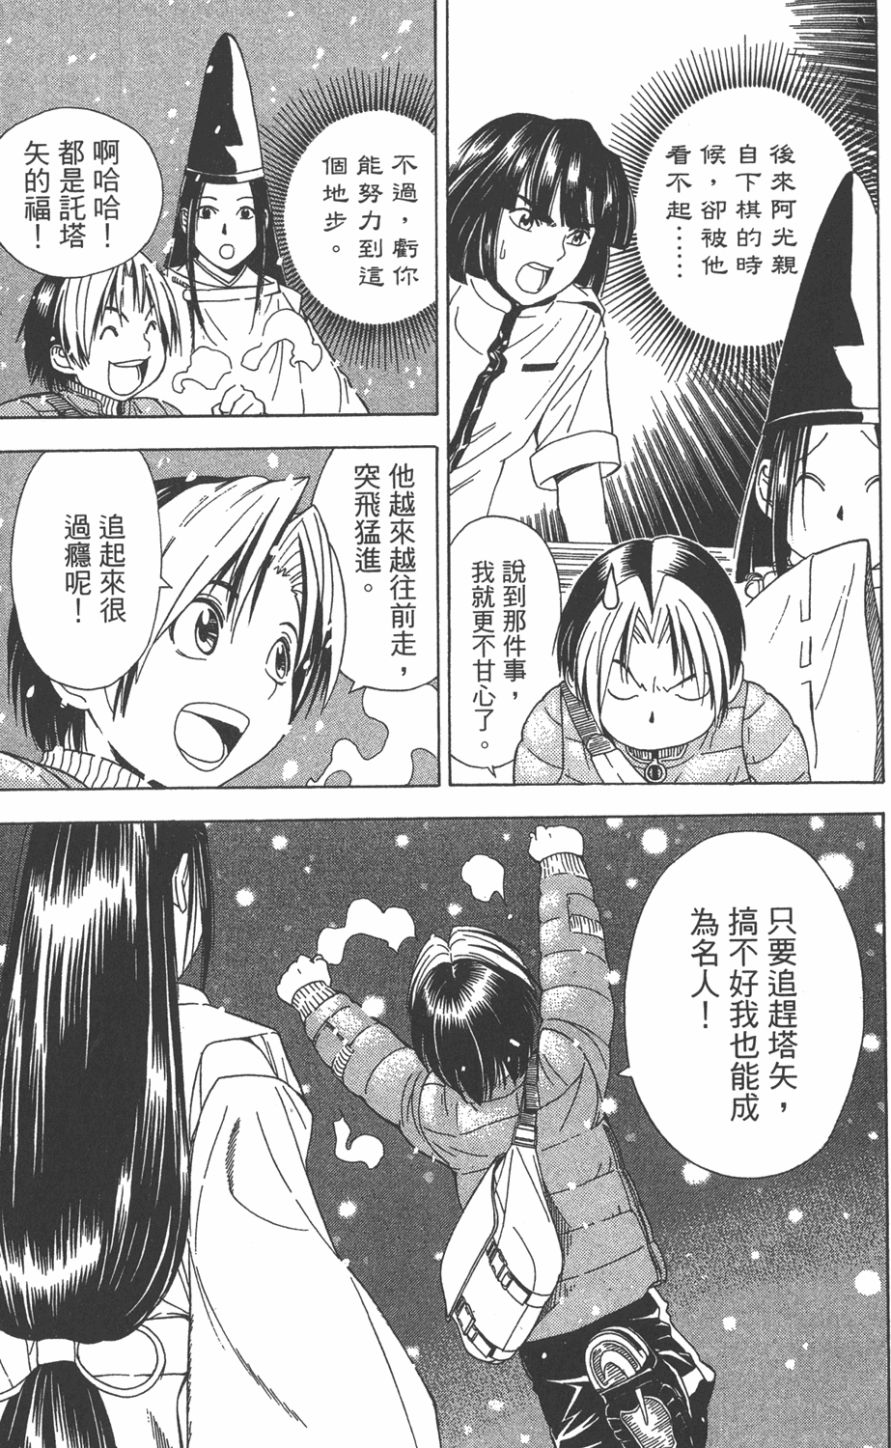 後來阿光親
自下棋的時
候，卻被他
看不起……
說到那件事，
我就更不甘心了。
不過，虧你
能努力到這
個地步。
啊哈哈！
都是託塔
矢的福！
他越來越往前走，
突飛猛進。
追起來很
過癮呢！
只要追趕塔矢，
搞不好我也能成
為名人！